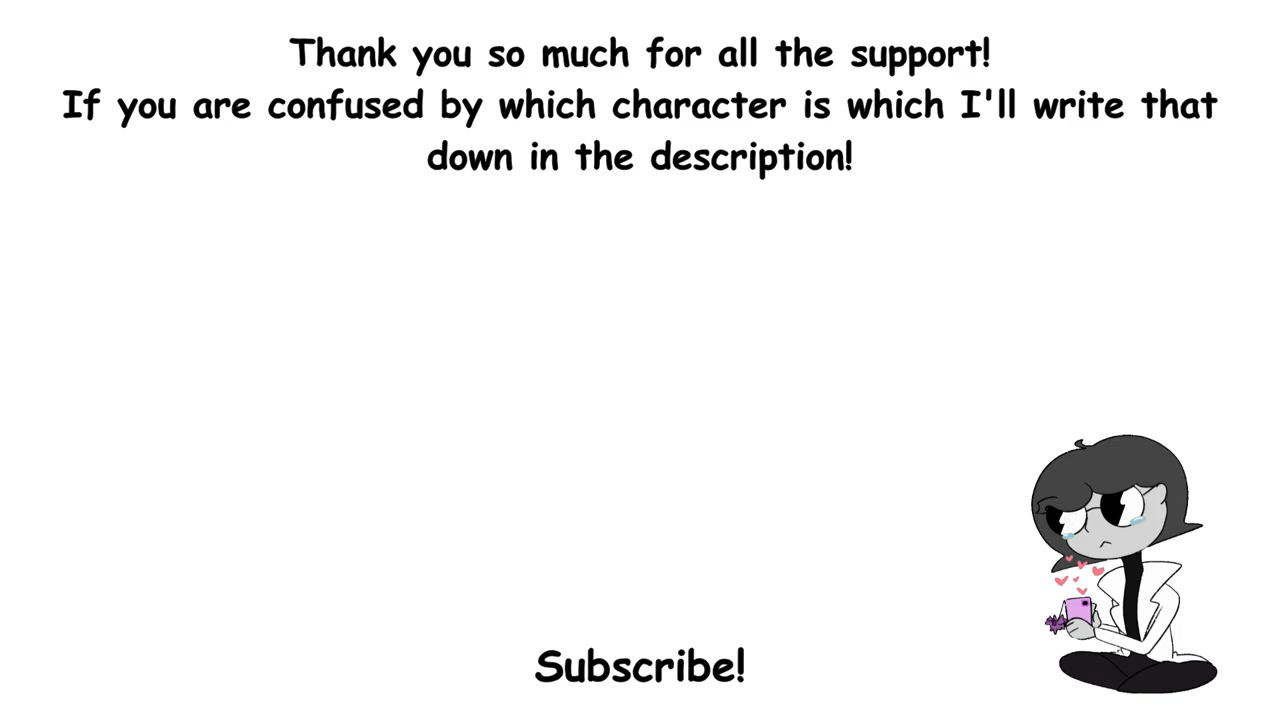 Thank you so much for all the support!
If you are confused by which character is which I'll write that
down in the description!
Subscribe!